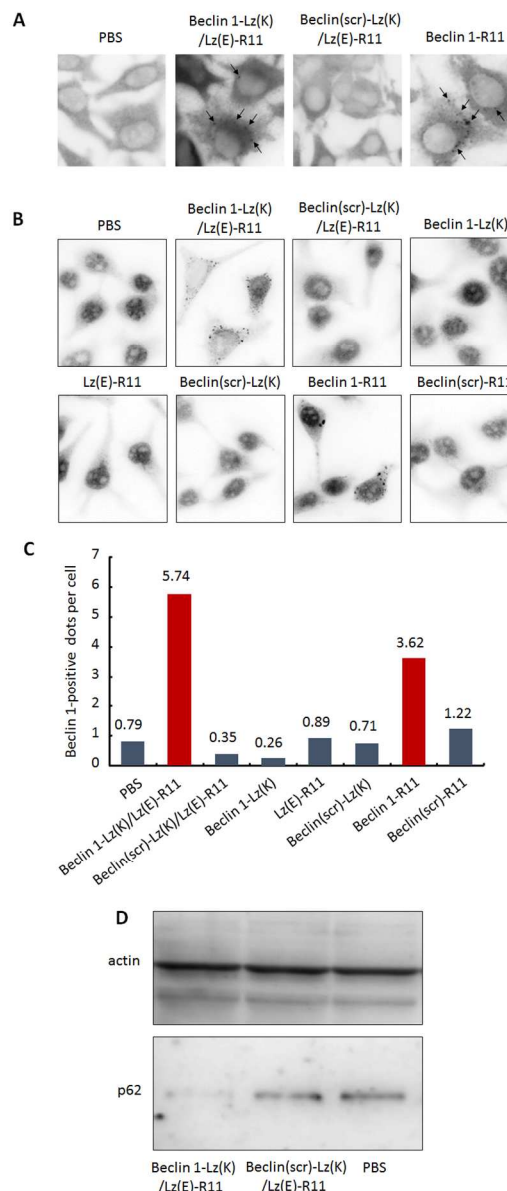 A
PBS
Beclin 1-Lz(K)
/Lz(E)-R11
Beclin(scr)-Lz(K)
/Lz(E)-R11
Beclin 1-R11
B
PBS
Beclin 1-Lz(K)
/Lz(E)-R11
Beclin(scr)-Lz(K)
/Lz(E)-R11
Beclin 1-Lz(K)
Lz(E)-R11
Beclin(scr)-Lz(K)
Beclin 1-R11
Beclin(scr)-R11
C
Beclin 1-positive dots per cell
7
6
5
4
3
2
1
0
0.79
5.74
0.35
0.26
0.89
0.71
3.62
1.22
PBS
Beclin 1-Lz(K)/Lz(E)-R11
Beclin(scr)-Lz(K)/Lz(E)-R11
Beclin 1-Lz(K)
Lz(E)-R11
Beclin(scr)-Lz(K)
Beclin 1-R11
Beclin(scr)-R11
D
actin
p62
Beclin 1-Lz(K)
/Lz(E)-R11
Beclin(scr)-Lz(K)
/Lz(E)-R11
PBS